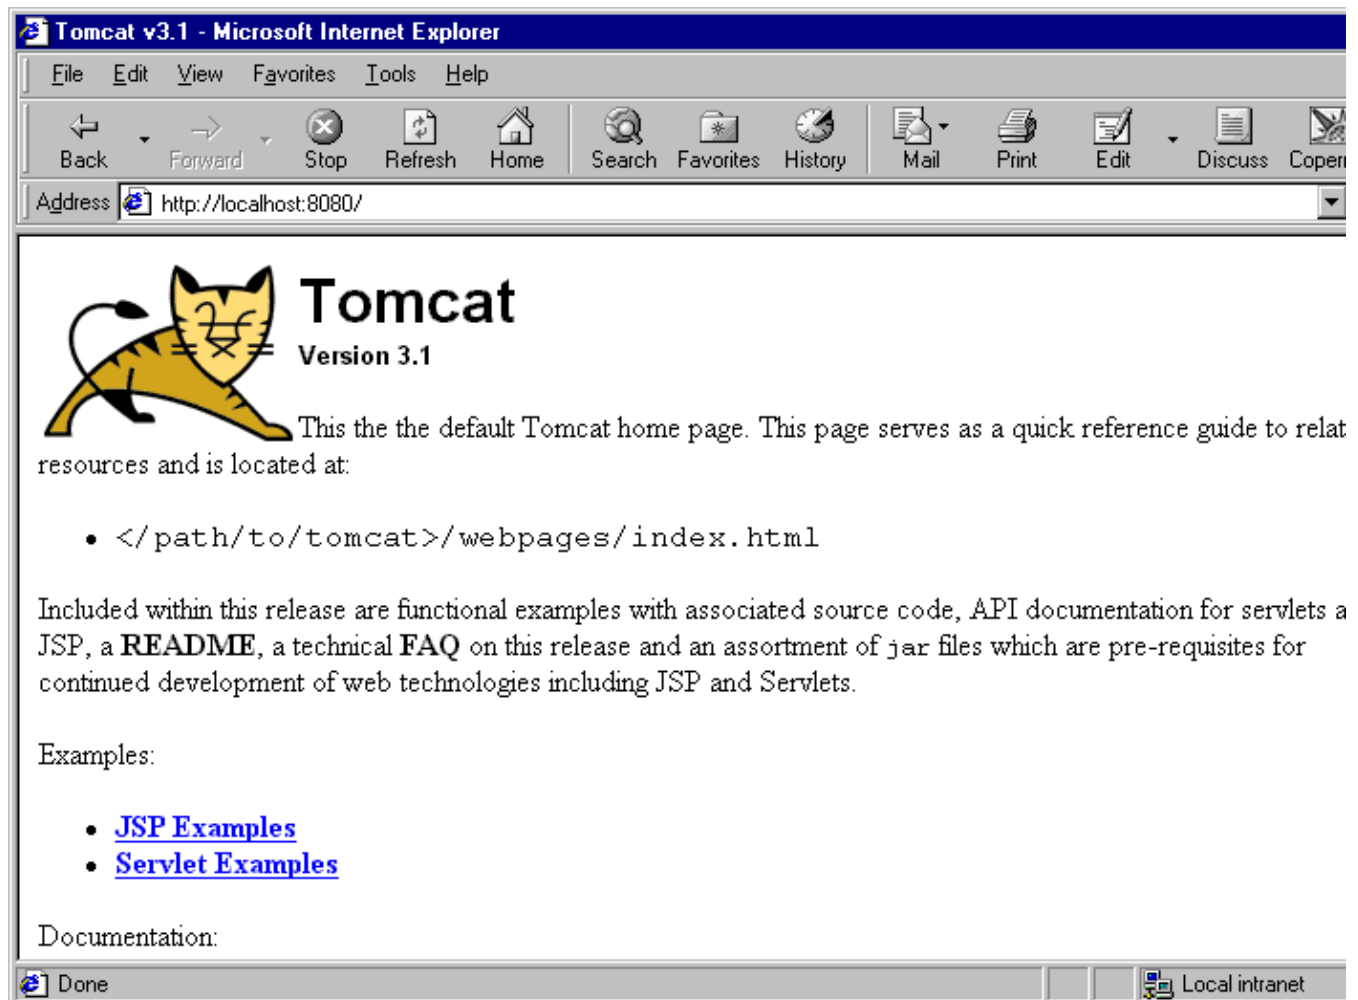 Tomcat v3.1 - Microsoft Internet Explorer
File Edit View Favorites Tools Help
Back Forward Stop Refresh Home Search Favorites History Mail Print Edit Discuss
Address http://localhost:8080/
Tomcat
Version 3.1
This the the default Tomcat home page. This page serves as a quick reference guide to
resources and is located at:
• </path/to/tomcat>/webpages/index.html
Included within this release are functional examples with associated source code, API documentation for servlets
JSP, a README, a technical FAQ on this release and an assortment of jar files which are pre-requisites for
continued development of web technologies including JSP and Servlets.
Examples:
• JSP Examples
• Servlet Examples
Documentation:
Done Local intranet